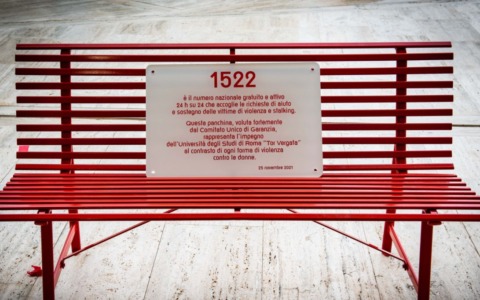 1522
è il numero nazionale gratuito e attivo
24 h su 24 che accoglie le richieste di aiuto
e sostegno delle vittime di violenza e stalking.
Questa panchina, voluta fortemente
dal Comitato Unico di Garanzia,
rappresenta l'impegno
dell'Università degli Studi di Roma "Tor Vergata"
al contrasto di ogni forma di violenza
contro le donne.
25 novembre 2021